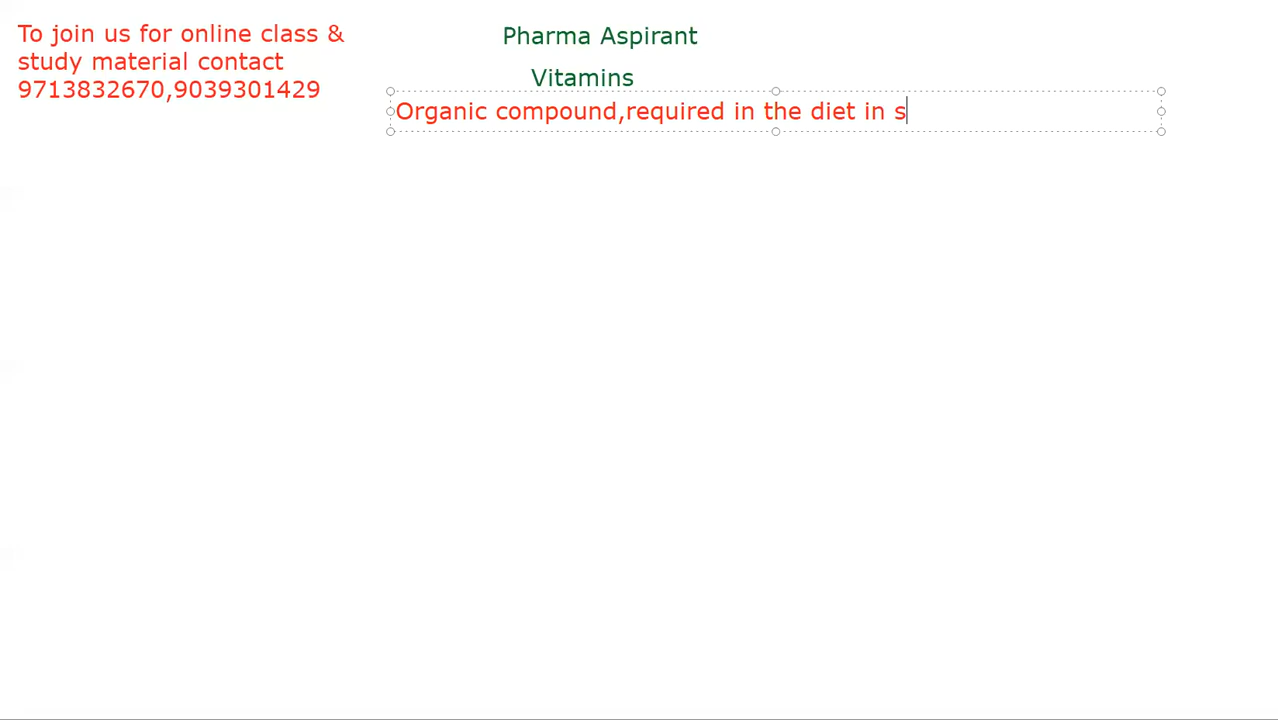 To join us for online class &
study material contact
9713832670,9039301429
Pharma Aspirant
Vitamins
Organic compound,required in the diet in s